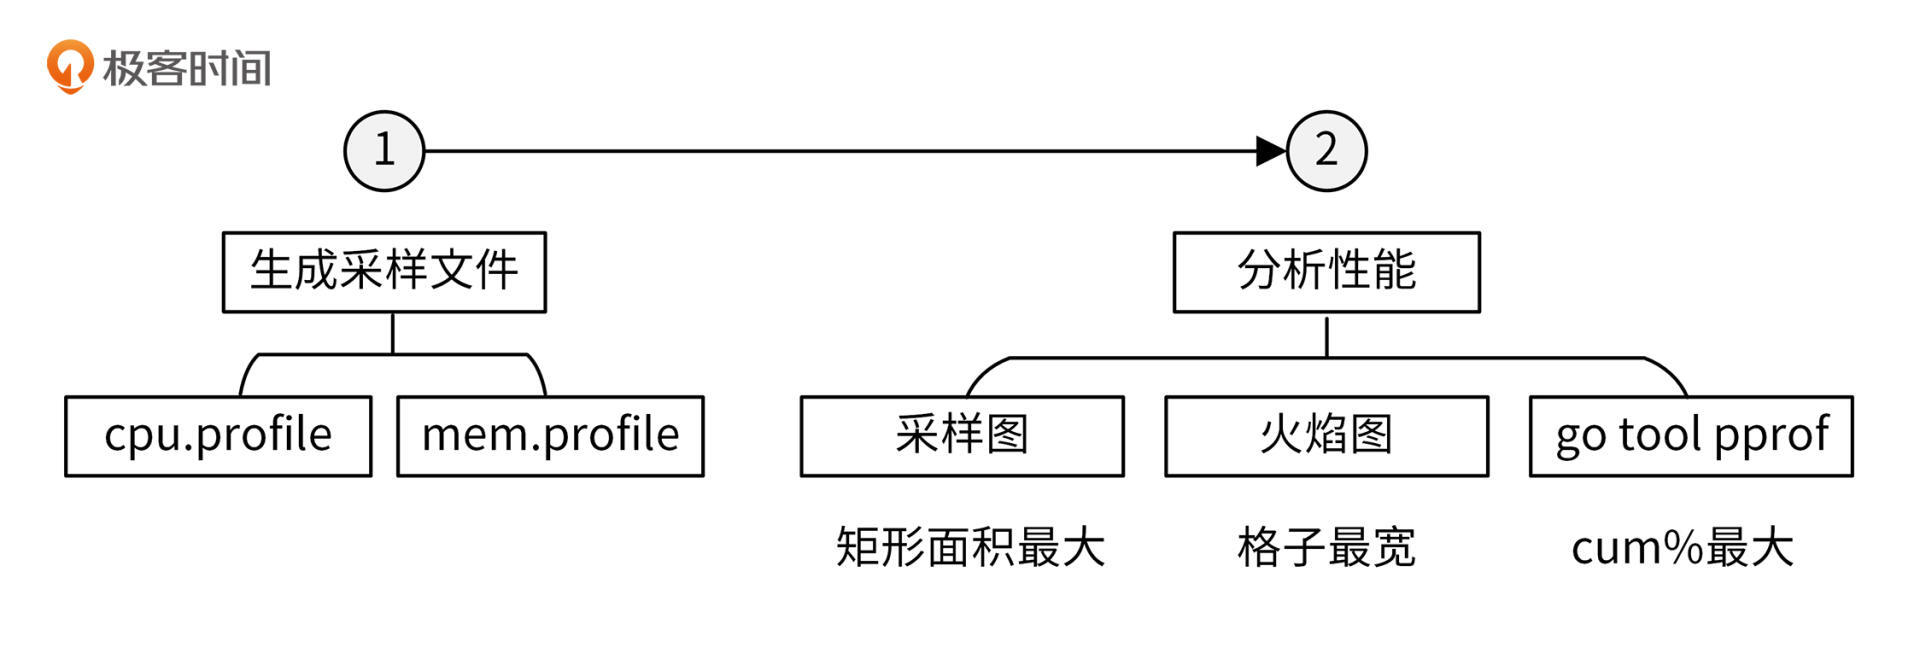 极客时间
1
2
生成采样文件
分析性能
cpu.profile
mem.profile
采样图
火焰图
go tool pprof
矩形面积最大
格子最宽
cum%最大